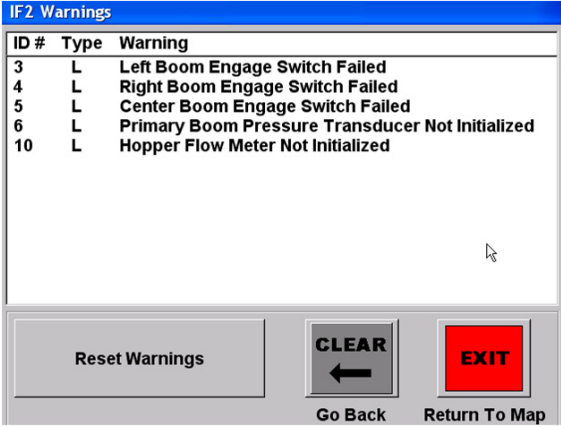 IF2 Warnings
ID # Type Warning
3 L Left Boom Engage Switch Failed
4 L Right Boom Engage Switch Failed
5 L Center Boom Engage Switch Failed
6 L Primary Boom Pressure Transducer Not Initialized
10 L Hopper Flow Meter Not Initialized
Reset Warnings
CLEAR
EXIT
Go Back
Return To Map